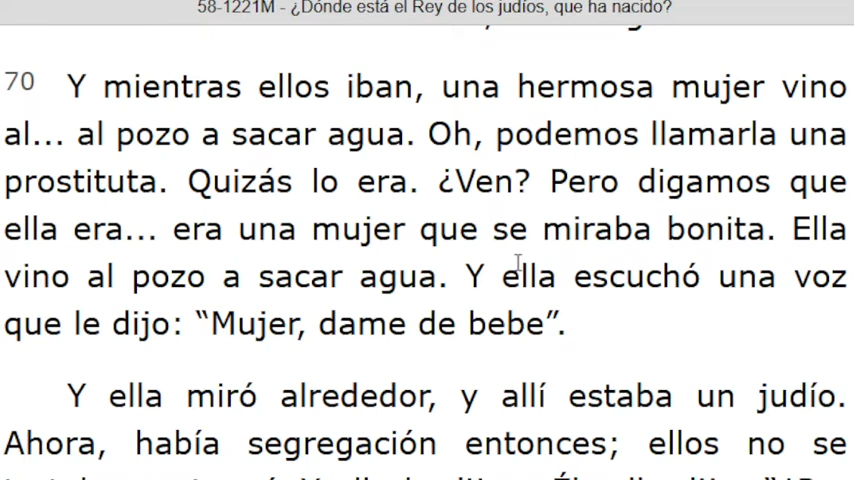 58-1221M - ¿Dónde está el Rey de los judíos, que ha nacido?
70 Y mientras ellos iban, una hermosa mujer vino
al... al pozo a sacar agua. Oh, podemos llamarla una
prostituta. Quizás lo era. ¿Ven? Pero digamos que
ella era... era una mujer que se miraba bonita. Ella
vino al pozo a sacar agua. Y ella escuchó una voz
que le dijo: “Mujer, dame de bebe”.
Y ella miró alrededor, y allí estaba un judío.
Ahora, había segregación entonces; ellos no se